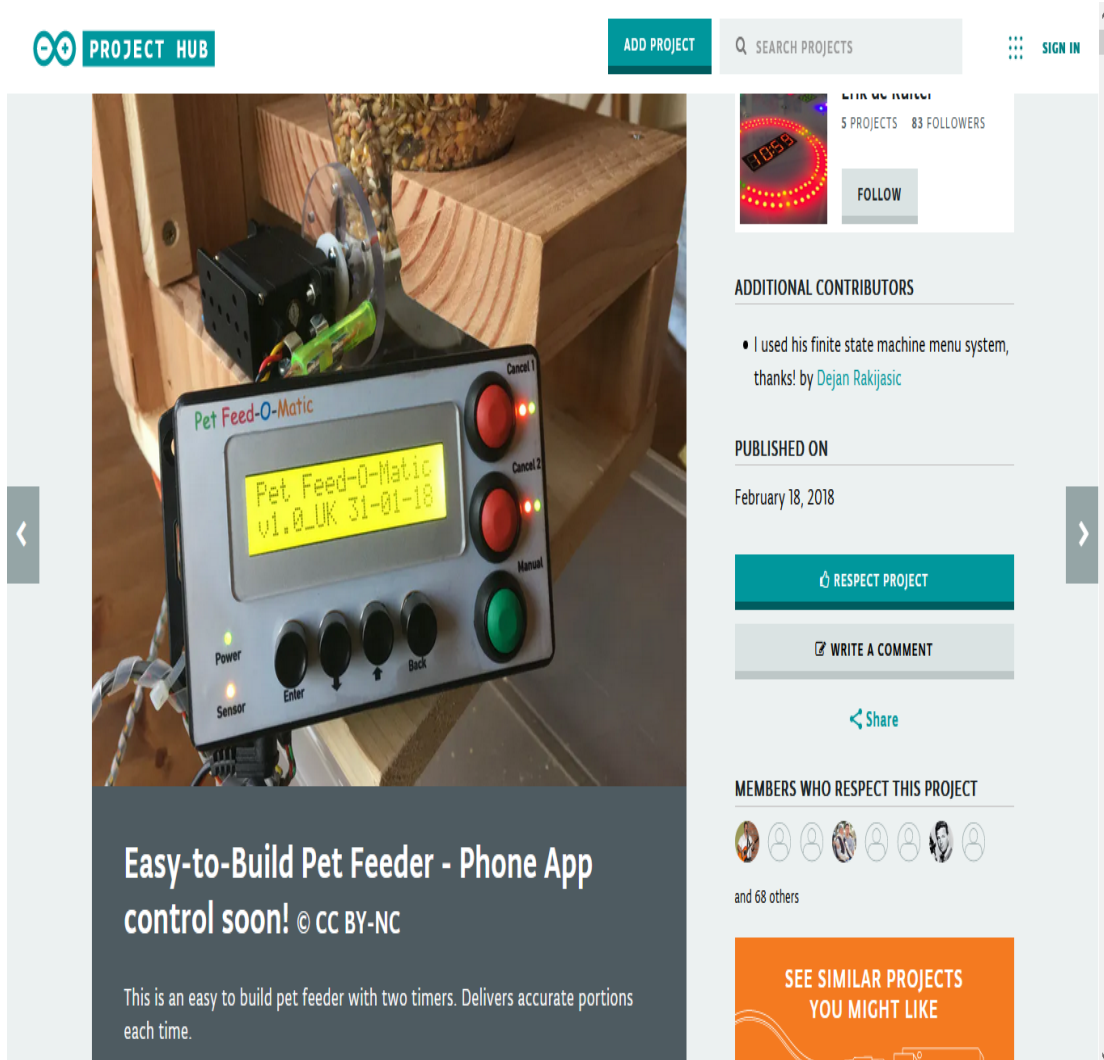 PROJECT HUB
ADD PROJECT
SEARCH PROJECTS
SIGN IN
Erik de Ruiter
5 PROJECTS 83 FOLLOWERS
10:59
FOLLOW
ADDITIONAL CONTRIBUTORS
• I used his finite state machine menu system,
thanks! by Dejan Rakijasic
PUBLISHED ON
February 18, 2018
RESPECT PROJECT
WRITE A COMMENT
Share
MEMBERS WHO RESPECT THIS PROJECT
and 68 others
SEE SIMILAR PROJECTS
YOU MIGHT LIKE
Pet Feed-O-Matic
Cancel 1
Pet Feed-O-Matic
v1.0_UK 31-01-18
Cancel 2
Manual
Power
Sensor
Enter
Back
Easy-to-Build Pet Feeder - Phone App
control soon! © CC BY-NC
This is an easy to build pet feeder with two timers. Delivers accurate portions
each time.